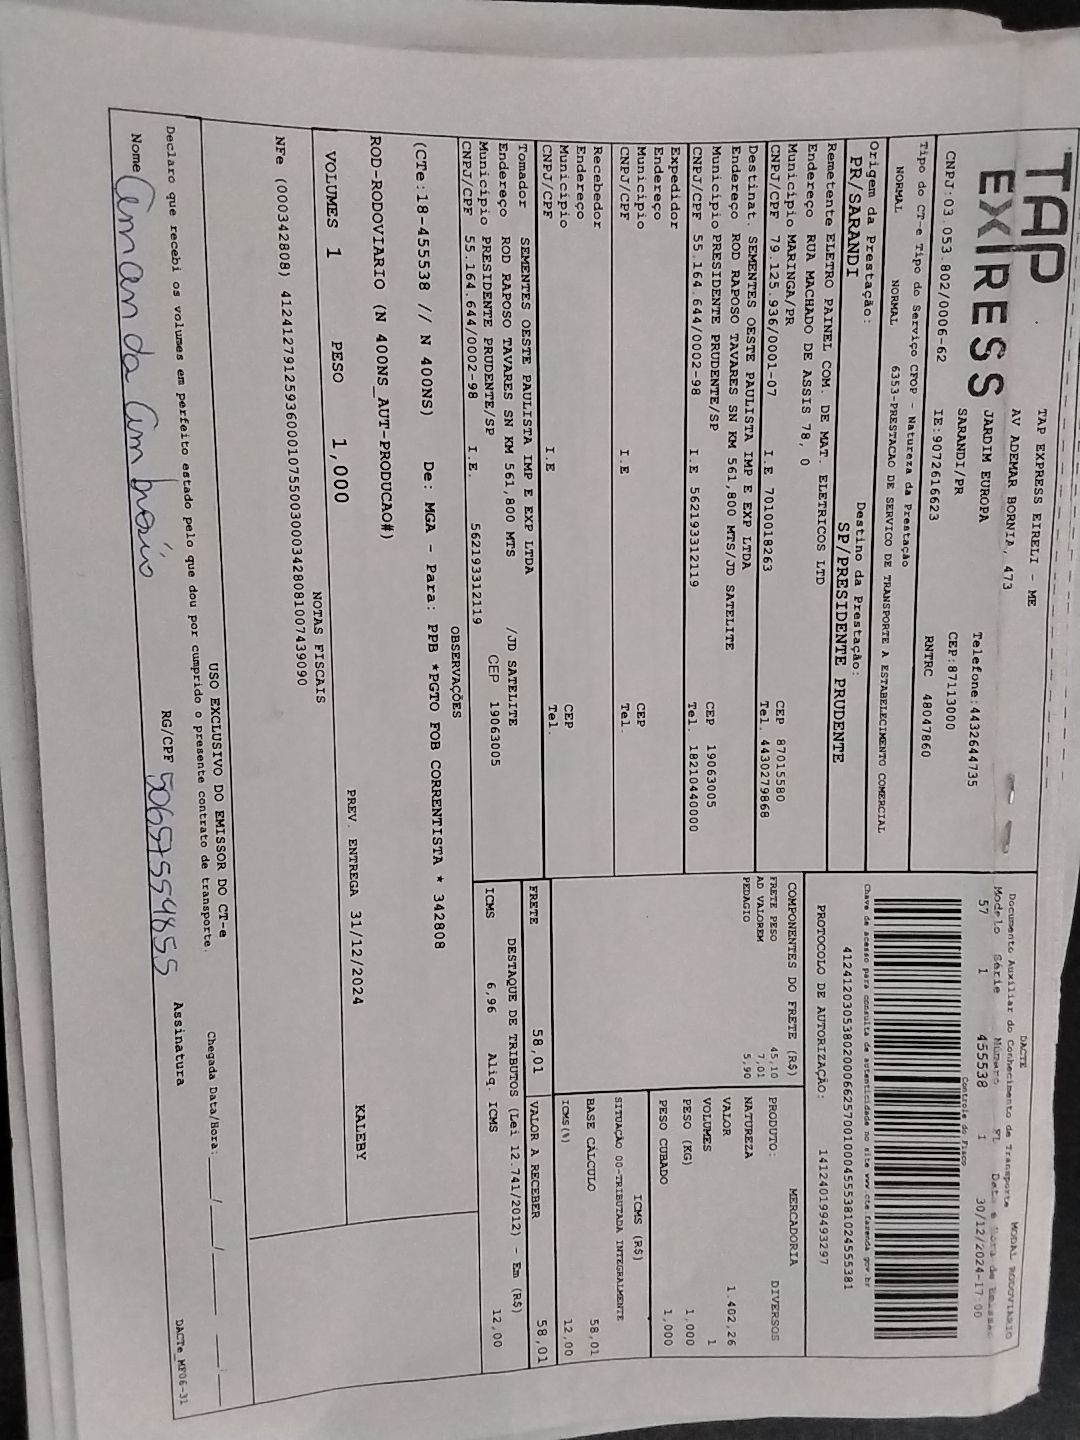 TAP
EXPRESS
TAP EXPRESS EIRELI - ME
AV ADEMAR BORNIA, 473
JARDIM EUROPA
SARANDI/PR
Telefone:4432644735
CEP:87113000
CNPJ:03.053.802/0006-62
IE:9072616623
RNTRC 48047860
DACTE
Documento Auxiliar do Conhecimento de Transporte MODAL RODOVIARIO
Modelo Série Número FL Data e Hora de Emissão
57 1 455538 1 30/12/2024-17:00
Controle do Fisco
Chave de acesso para consulta de autenticidade no site www.cte.fazenda.gov.br
41241203053802000662570010004555381024555381
PROTOCOLO DE AUTORIZAÇÃO: 141240199493297
Tipo do CT-e Tipo do Serviço CFOP - Natureza da Prestação
NORMAL NORMAL 6353-PRESTACAO DE SERVICO DE TRANSPORTE A ESTABELECIMENTO COMERCIAL
Origem da Prestação: Destino da Prestação:
PR/SARANDI SP/PRESIDENTE PRUDENTE
Remetente ELETRO PAINEL COM. DE MAT. ELETRICOS LTD
Endereço RUA MACHADO DE ASSIS 78, 0
Municipio MARINGA/PR CEP 87015580
CNPJ/CPF 79.125.936/0001-07 I.E 7010018263 Tel. 4430279868
Destinat. SEMENTES OESTE PAULISTA IMP E EXP LTDA
Endereço ROD RAPOSO TAVARES SN KM 561,800 MTS/JD SATELITE
Municipio PRESIDENTE PRUDENTE/SP CEP 19063005
CNPJ/CPF 55.164.644/0002-98 I.E 562193312119 Tel. 18210440000
Expedidor
Endereço
Municipio CEP
CNPJ/CPF I.E Tel.
Recebedor
Endereço
Municipio CEP
CNPJ/CPF I.E Tel.
Tomador SEMENTES OESTE PAULISTA IMP E EXP LTDA
Endereço ROD RAPOSO TAVARES SN KM 561,800 MTS /JD SATELITE
Municipio PRESIDENTE PRUDENTE/SP CEP 19063005
CNPJ/CPF 55.164.644/0002-98 I.E. 562193312119
COMPONENTES DO FRETE (R$)
FRETE PESO 45,10
AD VALOREM 7,01
PEDAGIO 5,90
PRODUTO: MERCADORIA
NATUREZA DIVERSOS
VALOR 1.402,26
VOLUMES 1
PESO (KG) 1,000
PESO CUBADO 1,000
ICMS (R$)
SITUAÇÃO 00-TRIBUTADA INTEGRALMENTE
BASE CÁLCULO 58,01
ICMS(%) 12,00
FRETE 58,01 VALOR A RECEBER 58,01
DESTAQUE DE TRIBUTOS (Lei 12.741/2012) - Em (R$)
ICMS 6,96 Aliq. ICMS 12,00
OBSERVAÇÕES
(CTe:18-455538 // N 400NS) De: MGA - Para: PPB *PGTO FOB CORRENTISTA * 342808
ROD-RODOVIARIO (N 400NS_AUT-PRODUCAO#)
VOLUMES 1 PESO 1,000 PREV. ENTREGA 31/12/2024 KALEBY
NOTAS FISCAIS
NFe (000342808) 41241279125936000107550030003428081007439090
USO EXCLUSIVO DO EMISSOR DO CT-e
Declaro que recebi os volumes em perfeito estado pelo que dou por cumprido o presente contrato de transporte. Chegada Data/Hora:____/____/____ ___:___
Nome Amanda Ambrósio RG/CPF 50657559855 Assinatura
DACTe_MF06-31